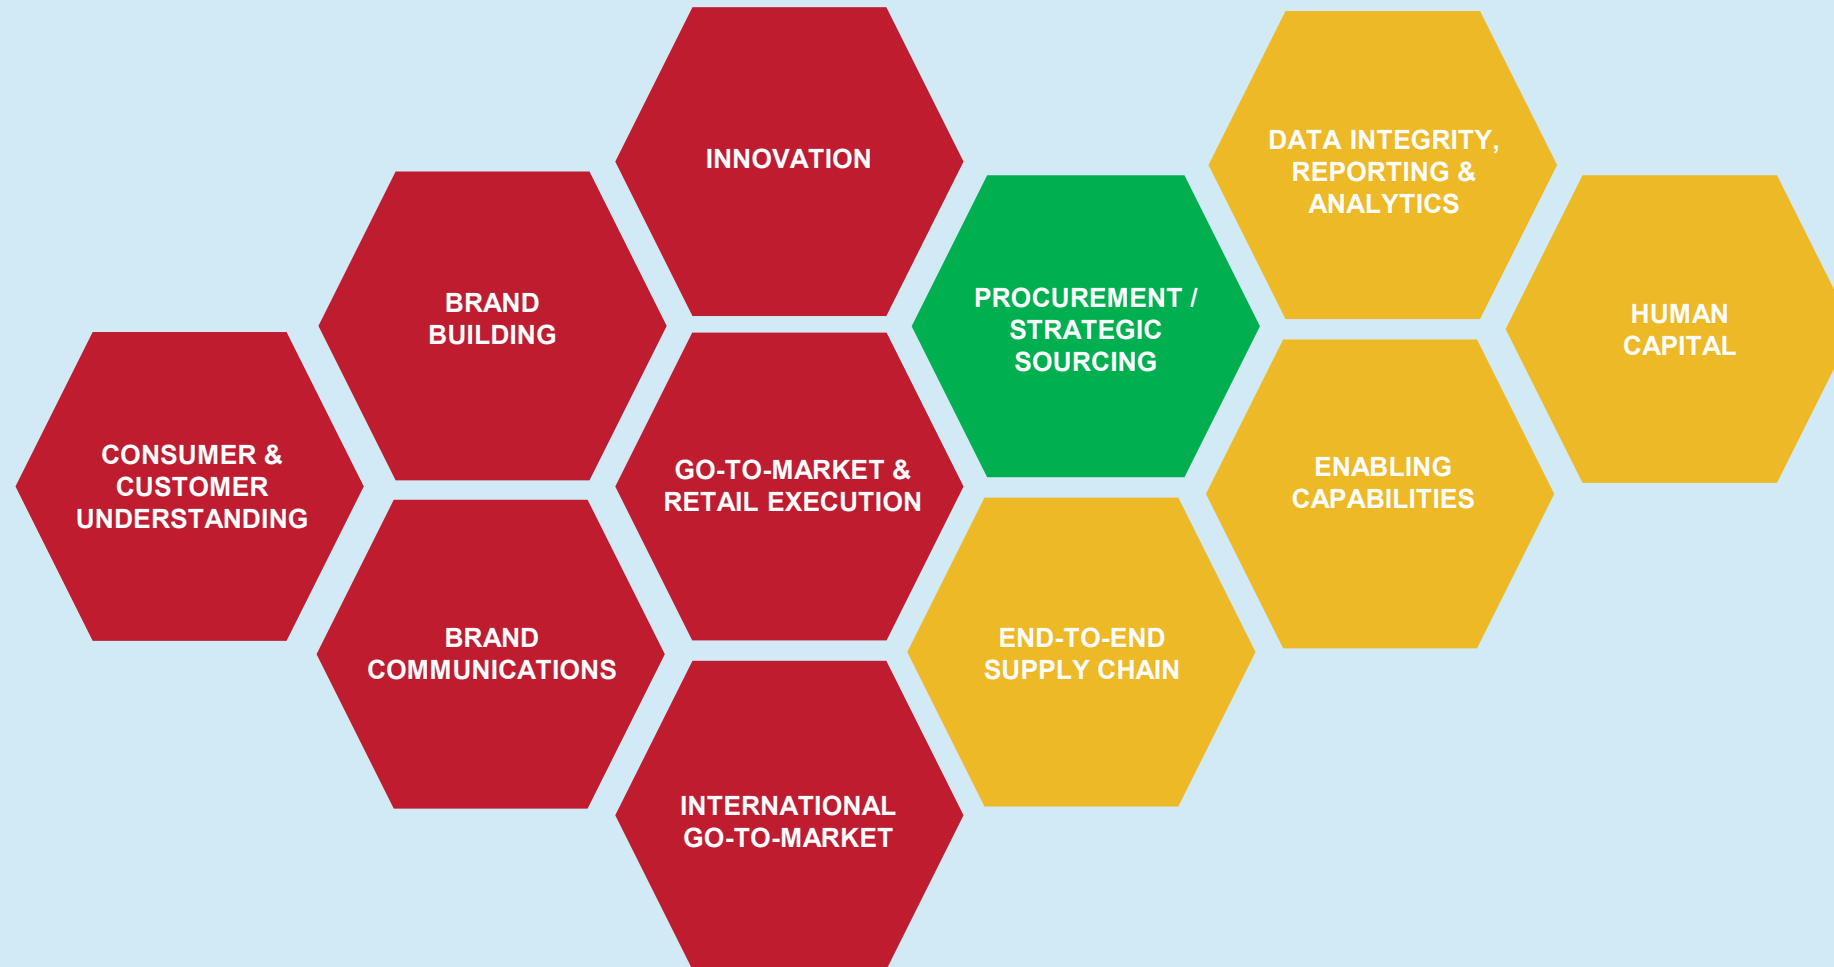 INNOVATION
DATA INTEGRITY,
REPORTING &
ANALYTICS
BRAND
BUILDING
PROCUREMENT /
STRATEGIC
SOURCING
HUMAN
CAPITAL
CONSUMER &
CUSTOMER
UNDERSTANDING
GO-TO-MARKET &
RETAIL EXECUTION
ENABLING
CAPABILITIES
BRAND
COMMUNICATIONS
END-TO-END
SUPPLY CHAIN
INTERNATIONAL
GO-TO-MARKET